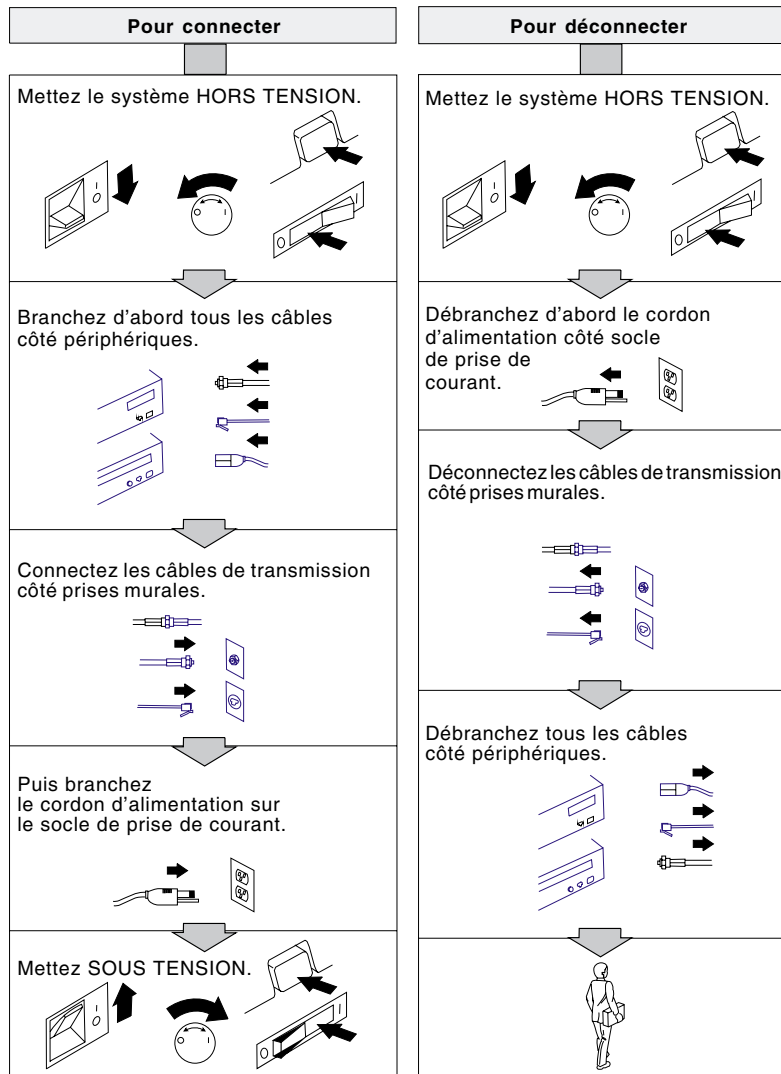 Pour connecter
Mettez le système HORS TENSION.
Branchez d'abord tous les câbles
côté périphériques.
Connectez les câbles de transmission
côté prises murales.
Puis branchez
le cordon d'alimentation sur
le socle de prise de courant.
Mettez SOUS TENSION.
Pour déconnecter
Mettez le système HORS TENSION.
Débranchez d'abord le cordon
d'alimentation côté socle
de prise de
courant.
Déconnectez les câbles de transmission
côté prises murales.
Débranchez tous les câbles
côté périphériques.